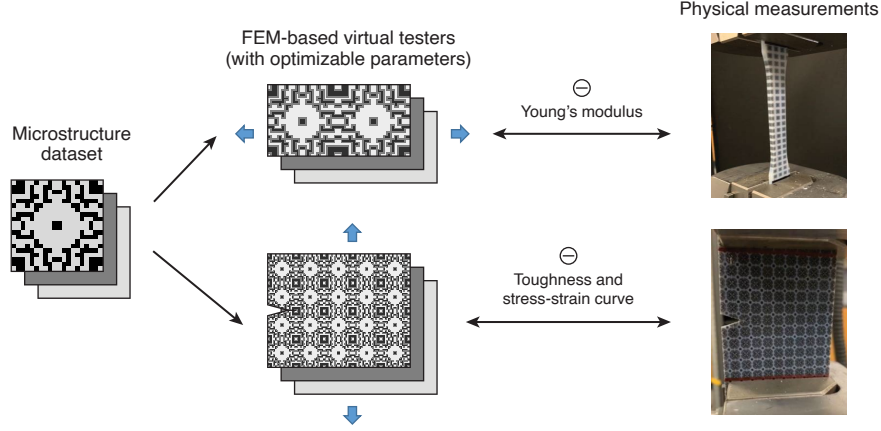 Physical measurements
FEM-based virtual testers
(with optimizable parameters)
Young's modulus
Microstructure
dataset
Toughness and
stress-strain curve